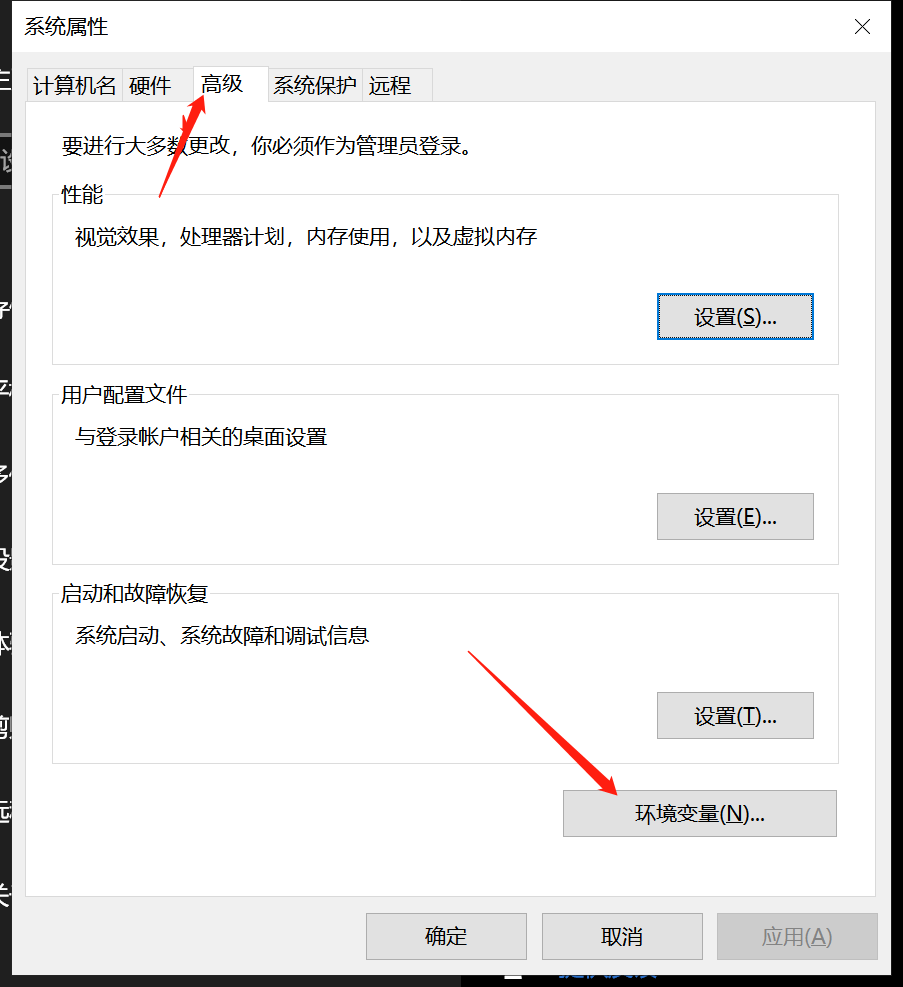 系统属性
计算机名 硬件 高级 系统保护 远程
要进行大多数更改，你必须作为管理员登录。
性能
视觉效果，处理器计划，内存使用，以及虚拟内存
设置(S)...
用户配置文件
与登录帐户相关的桌面设置
设置(E)...
启动和故障恢复
系统启动、系统故障和调试信息
设置(T)...
环境变量(N)...
确定 取消 应用(A)